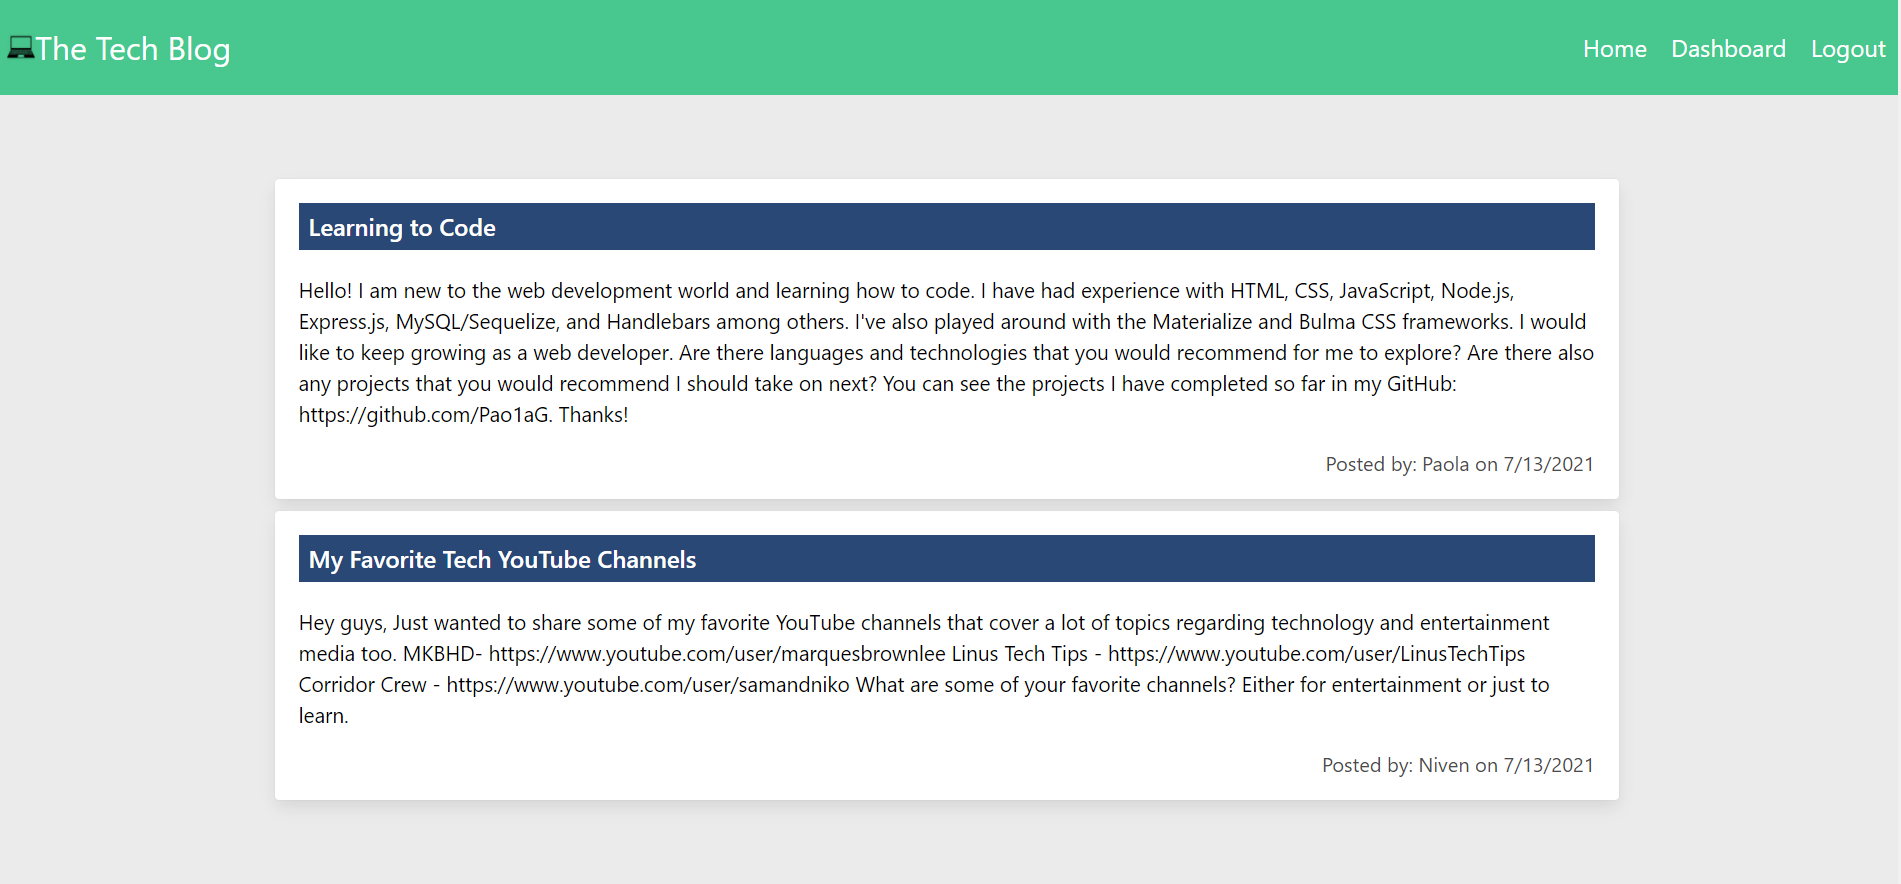 The Tech Blog
Home Dashboard Logout
Learning to Code
Hello! I am new to the web development world and learning how to code. I have had experience with HTML, CSS, JavaScript, Node.js,
Express.js, MySQL/Sequelize, and Handlebars among others. I've also played around with the Materialize and Bulma CSS frameworks. I would
like to keep growing as a web developer. Are there languages and technologies that you would recommend for me to explore? Are there also
any projects that you would recommend I should take on next? You can see the projects I have completed so far in my GitHub:
https://github.com/Pao1aG. Thanks!
Posted by: Paola on 7/13/2021
My Favorite Tech YouTube Channels
Hey guys, Just wanted to share some of my favorite YouTube channels that cover a lot of topics regarding technology and entertainment
media too. MKBHD- https://www.youtube.com/user/marquesbrownlee Linus Tech Tips - https://www.youtube.com/user/LinusTechTips
Corridor Crew - https://www.youtube.com/user/samandniko What are some of your favorite channels? Either for entertainment or just to
learn.
Posted by: Niven on 7/13/2021